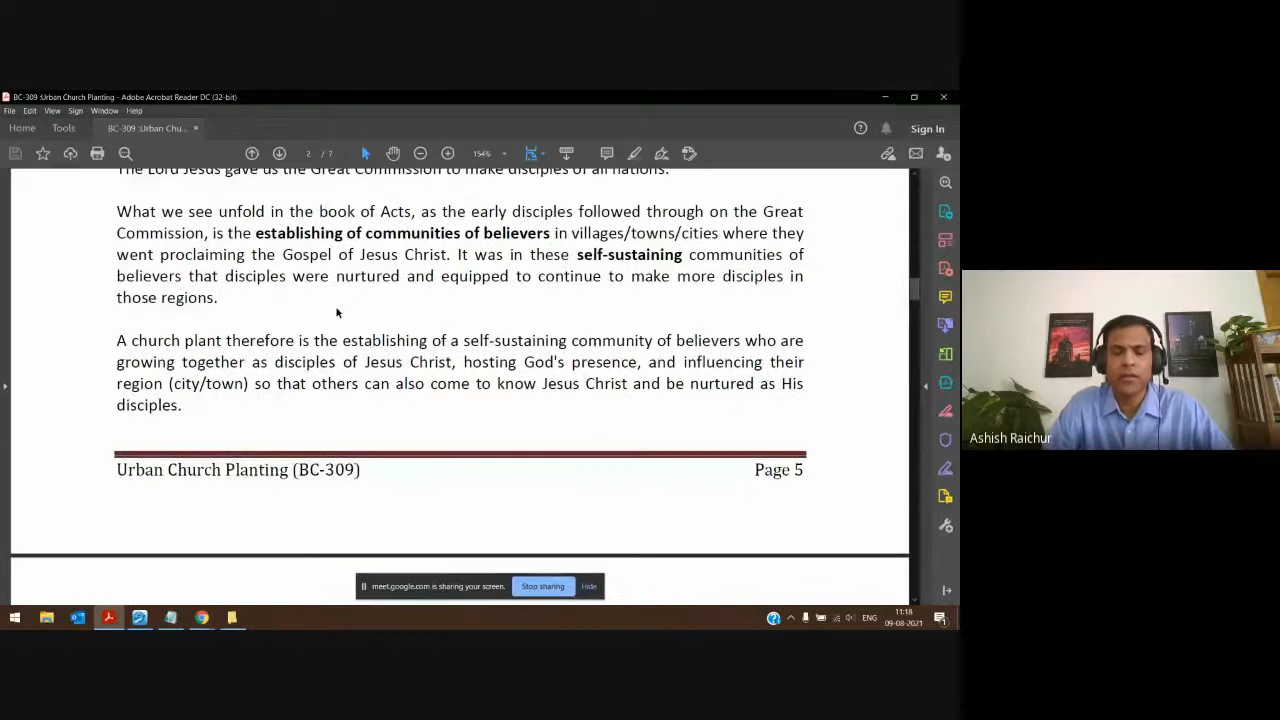 BC-309 :Urban Church Planting - Adobe Acrobat Reader DC (32-bit)
File Edit View Sign Window Help
Home Tools BC-309 :Urban Chu... × Sign In
2 / 7 154%
The Lord Jesus gave us the Great Commission to make disciples of all nations.
What we see unfold in the book of Acts, as the early disciples followed through on the Great
Commission, is the establishing of communities of believers in villages/towns/cities where they
went proclaiming the Gospel of Jesus Christ. It was in these self-sustaining communities of
believers that disciples were nurtured and equipped to continue to make more disciples in
those regions.
A church plant therefore is the establishing of a self-sustaining community of believers who are
growing together as disciples of Jesus Christ, hosting God's presence, and influencing their
region (city/town) so that others can also come to know Jesus Christ and be nurtured as His
disciples.
Urban Church Planting (BC-309) Page 5
meet.google.com is sharing your screen. Stop sharing Hide
ENG
11:18
09-08-2021
Ashish Raichur